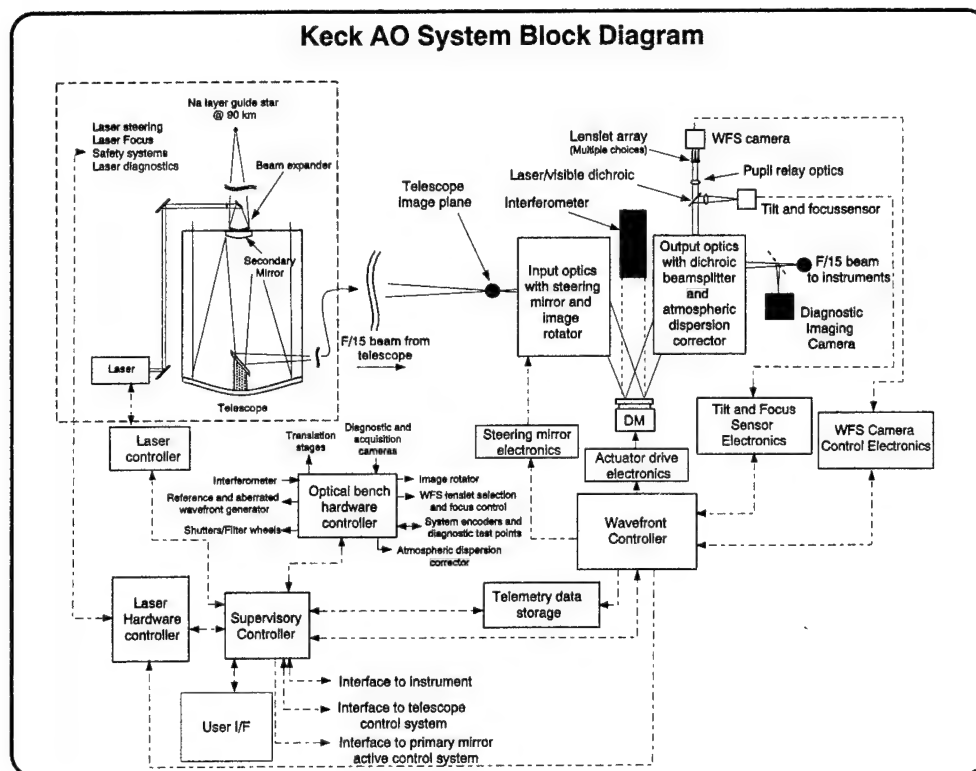 Keck AO System Block Diagram
Na layer guide star
@ 90 km
Laser steering
Laser Focus
Safety systems
Laser diagnostics
Beam expander
Secondary
Mirror
Laser
Telescope
Telescope
image plane
F/15 beam from
telescope
Input optics
with steering
mirror and
image
rotator
Interferometer
Lenslet array
(Multiple choices)
Laser/visible dichroic
WFS camera
Pupil relay optics
Tilt and focussensor
Output optics
with dichroic
beamsplitter
and
atmospheric
dispersion
corrector
F/15 beam
to instruments
Diagnostic
Imaging
Camera
DM
Laser
controller
Translation
stages
Diagnostic and
acquisition
cameras
Interferometer
Reference and aberrated
wavefront generator
Shutters/Filter wheels
Optical bench
hardware
controller
Image rotator
WFS lenslet selection
and focus control
System encoders and
diagnostic test points
Atmospheric dispersion
corrector
Steering mirror
electronics
Actuator drive
electronics
Tilt and Focus
Sensor
Electronics
WFS Camera
Control Electronics
Wavefront
Controller
Laser
Hardware
controller
Supervisory
Controller
Telemetry data
storage
User I/F
Interface to instrument
Interface to telescope
control system
Interface to primary mirror
active control system